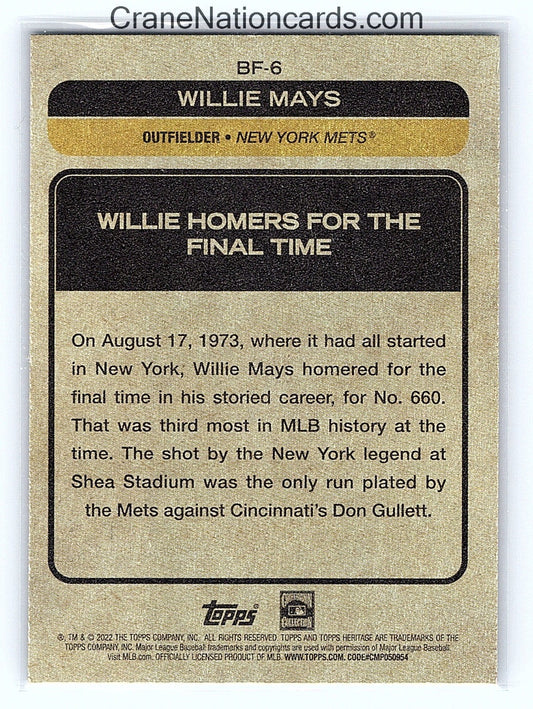 CraneNationcards.com
BF-6
WILLIE MAYS
OUTFIELDER • NEW YORK METS®
WILLIE HOMERS FOR THE
FINAL TIME
On August 17, 1973, where it had all started
in New York, Willie Mays homered for the
final time in his storied career, for No. 660.
That was third most in MLB history at the
time. The shot by the New York legend at
Shea Stadium was the only run plated by
the Mets against Cincinnati's Don Gullett.
topps®
COLLECTION
®, TM & © 2022 THE TOPPS COMPANY, INC. ALL RIGHTS RESERVED. TOPPS AND TOPPS HERITAGE ARE TRADEMARKS OF THE
TOPPS COMPANY, INC. Major League Baseball trademarks and copyrights are used with permission of Major League Baseball.
Visit MLB.com. OFFICIALLY LICENSED PRODUCT OF MLB. WWW.TOPPS.COM. CODE#CMP050954